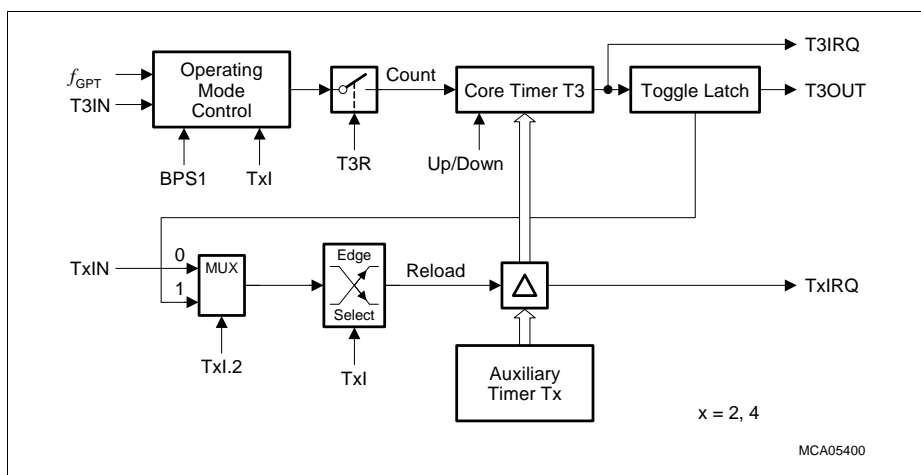 T3IRQ
fGPT
T3IN
Operating
Mode
Control
Count
Core Timer T3
Toggle Latch
T3OUT
BPS1
TxI
T3R
Up/Down
TxIN
0
1
MUX
Edge
Select
Reload
Δ
TxIRQ
TxI.2
TxI
Auxiliary
Timer Tx
x = 2, 4
MCA05400